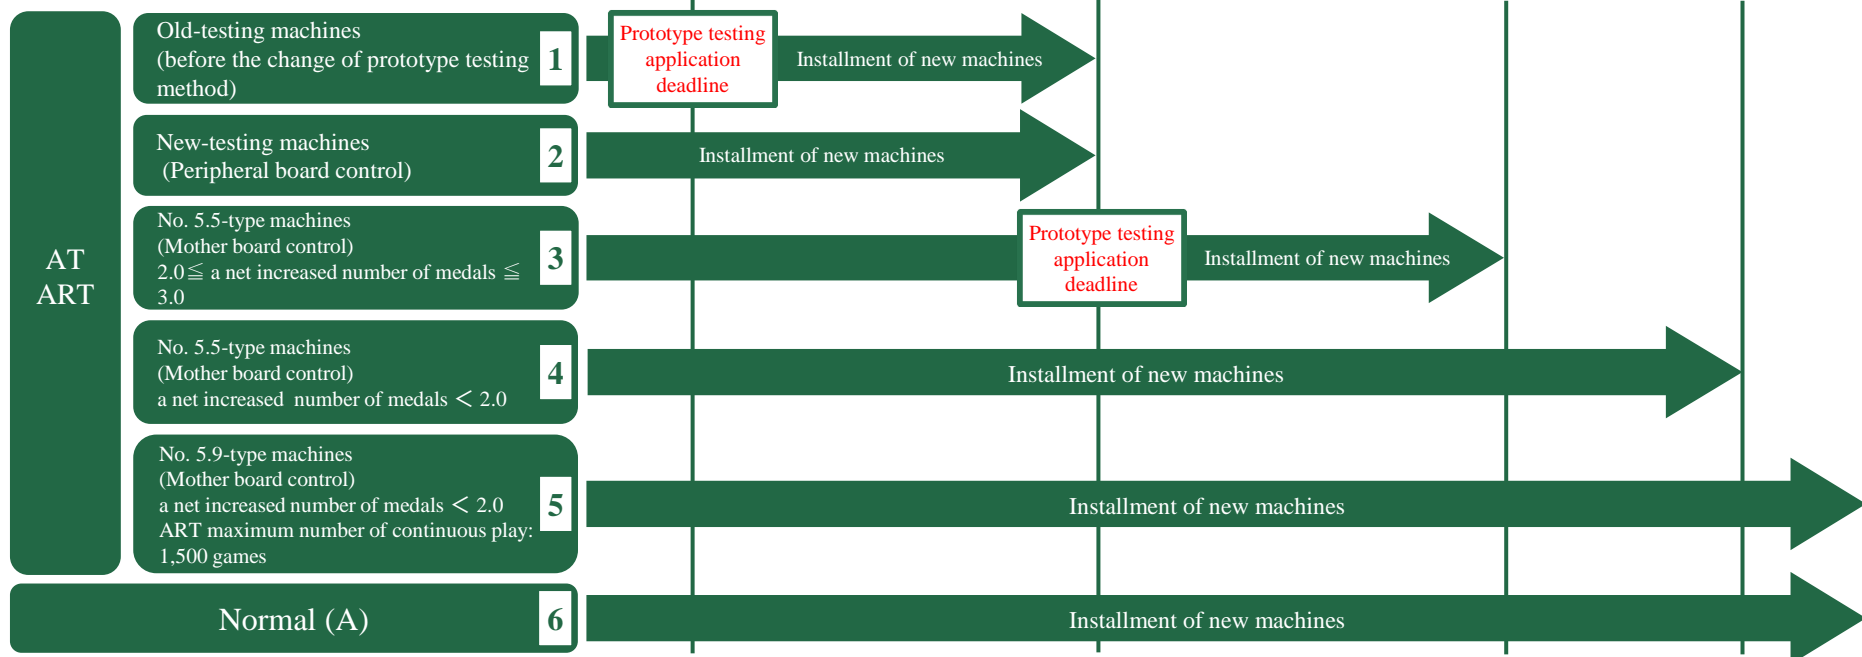 AT
ART
Old-testing machines
(before the change of prototype testing
method)
1
Prototype testing
application
deadline
Installment of new machines
New-testing machines
(Peripheral board control)
2
Installment of new machines
No. 5.5-type machines
(Mother board control)
2.0≦ a net increased number of medals ≦
3.0
3
Prototype testing
application
deadline
Installment of new machines
No. 5.5-type machines
(Mother board control)
a net increased number of medals < 2.0
4
Installment of new machines
No. 5.9-type machines
(Mother board control)
a net increased number of medals < 2.0
ART maximum number of continuous play:
1,500 games
5
Installment of new machines
Normal (A)
6
Installment of new machines